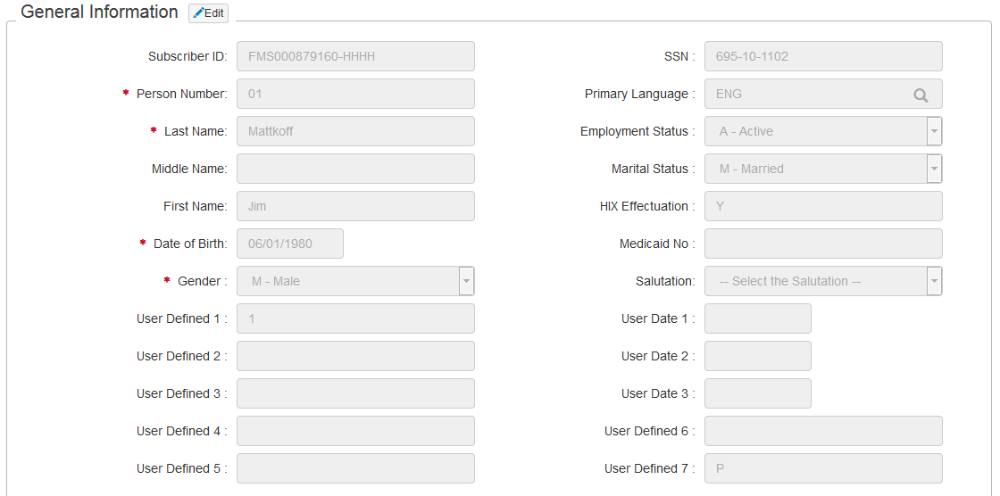 General Information Edit
Subscriber ID: FMS000879160-HHHH SSN : 695-10-1102
* Person Number: 01 Primary Language : ENG
* Last Name: Mattkoff Employment Status : A - Active
Middle Name: Marital Status : M - Married
First Name: Jim HIX Effectuation : Y
* Date of Birth: 06/01/1980 Medicaid No :
* Gender : M - Male Salutation: -- Select the Salutation --
User Defined 1 : 1 User Date 1 :
User Defined 2 : User Date 2 :
User Defined 3 : User Date 3 :
User Defined 4 : User Defined 6 :
User Defined 5 : User Defined 7 : P